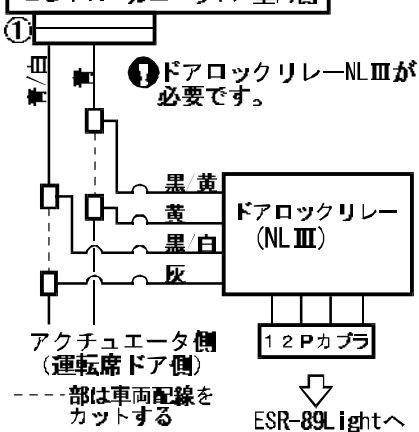 ①
青/白
青
!ドアロックリレーNLⅢが
必要です。
黒/黄
黄
黒/白
灰
ドアロックリレー
(NLⅢ)
12Pカプラ
アクチュエータ側
(運転席ドア側)
----部は車両配線を
カットする
ESR-89Lightへ